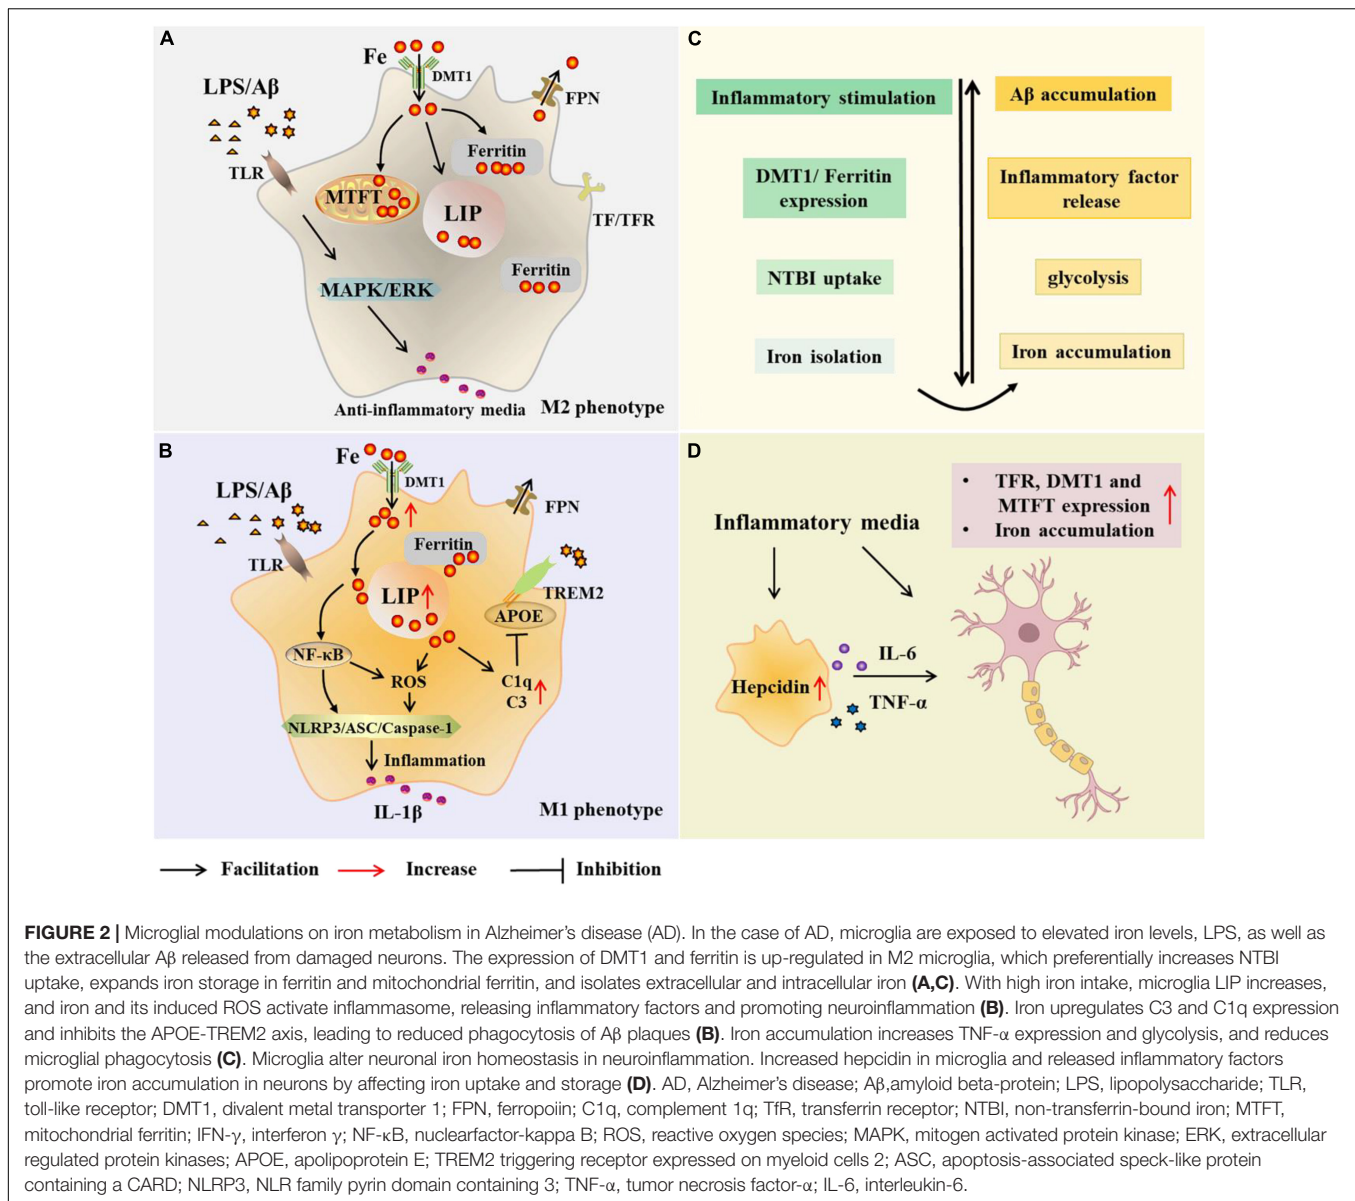 A
Fe
DMT1
LPS/Aβ
FPN
TLR
Ferritin
MTFT
LIP
TF/TFR
Ferritin
MAPK/ERK
Anti-inflammatory media
M2 phenotype
C
Inflammatory stimulation
Aβ accumulation
DMT1/ Ferritin
expression
Inflammatory factor
release
NTBI uptake
glycolysis
Iron isolation
Iron accumulation
B
Fe
DMT1
LPS/Aβ
FPN
TLR
Ferritin
LIP
TREM2
APOE
NF-κB
ROS
C1q
C3
NLRP3/ASC/Caspase-1
Inflammation
IL-1β
M1 phenotype
D
• TFR, DMT1 and
MTFT expression
• Iron accumulation
Inflammatory media
Hepcidin
IL-6
TNF-α
Facilitation
Increase
Inhibition
FIGURE 2 | Microglial modulations on iron metabolism in Alzheimer's disease (AD). In the case of AD, microglia are exposed to elevated iron levels, LPS, as well as
the extracellular Aβ released from damaged neurons. The expression of DMT1 and ferritin is up-regulated in M2 microglia, which preferentially increases NTBI
uptake, expands iron storage in ferritin and mitochondrial ferritin, and isolates extracellular and intracellular iron (A,C). With high iron intake, microglia LIP increases,
and iron and its induced ROS activate inflammasome, releasing inflammatory factors and promoting neuroinflammation (B). Iron upregulates C3 and C1q expression
and inhibits the APOE-TREM2 axis, leading to reduced phagocytosis of Aβ plaques (B). Iron accumulation increases TNF-α expression and glycolysis, and reduces
microglial phagocytosis (C). Microglia alter neuronal iron homeostasis in neuroinflammation. Increased hepcidin in microglia and released inflammatory factors
promote iron accumulation in neurons by affecting iron uptake and storage (D). AD, Alzheimer's disease; Aβ,amyloid beta-protein; LPS, lipopolysaccharide; TLR,
toll-like receptor; DMT1, divalent metal transporter 1; FPN, ferropoiin; C1q, complement 1q; TfR, transferrin receptor; NTBI, non-transferrin-bound iron; MTFT,
mitochondrial ferritin; IFN-γ, interferon γ; NF-κB, nuclearfactor-kappa B; ROS, reactive oxygen species; MAPK, mitogen activated protein kinase; ERK, extracellular
regulated protein kinases; APOE, apolipoprotein E; TREM2 triggering receptor expressed on myeloid cells 2; ASC, apoptosis-associated speck-like protein
containing a CARD; NLRP3, NLR family pyrin domain containing 3; TNF-α, tumor necrosis factor-α; IL-6, interleukin-6.